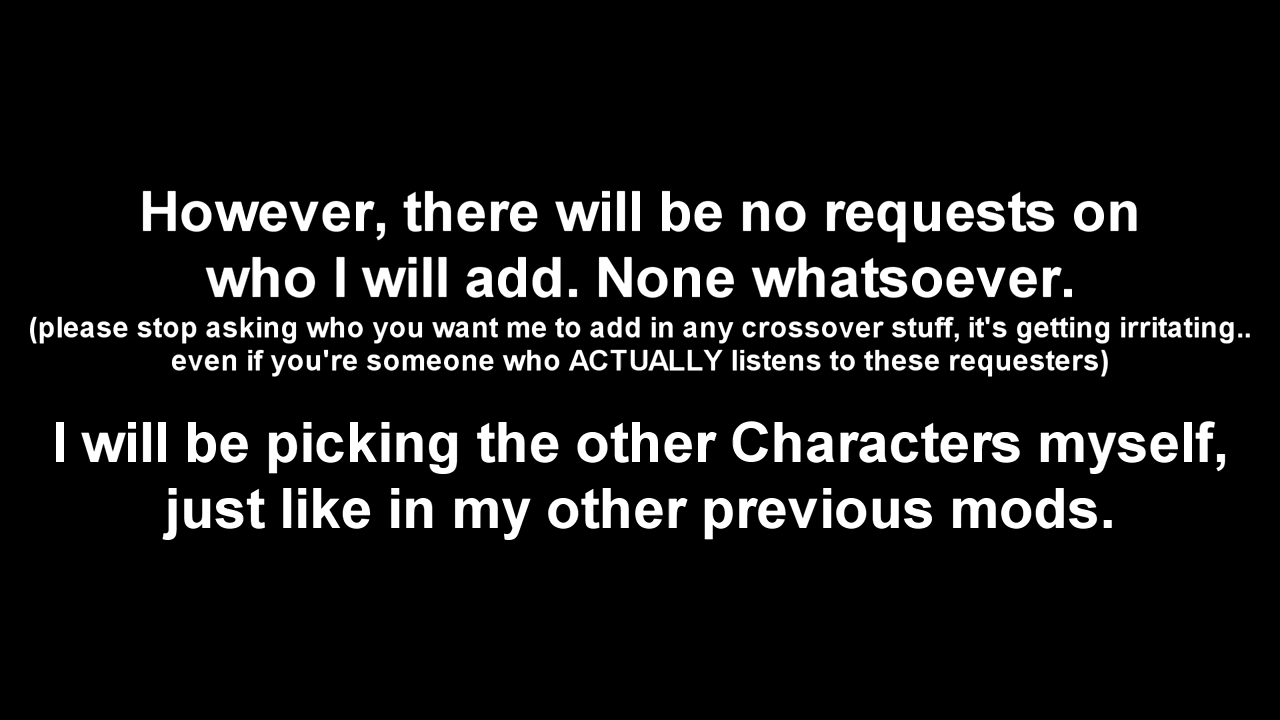 However, there will be no requests on
who I will add. None whatsoever.
(please stop asking who you want me to add in any crossover stuff, it's getting irritating..
even if you're someone who ACTUALLY listens to these requesters)
I will be picking the other Characters myself,
just like in my other previous mods.